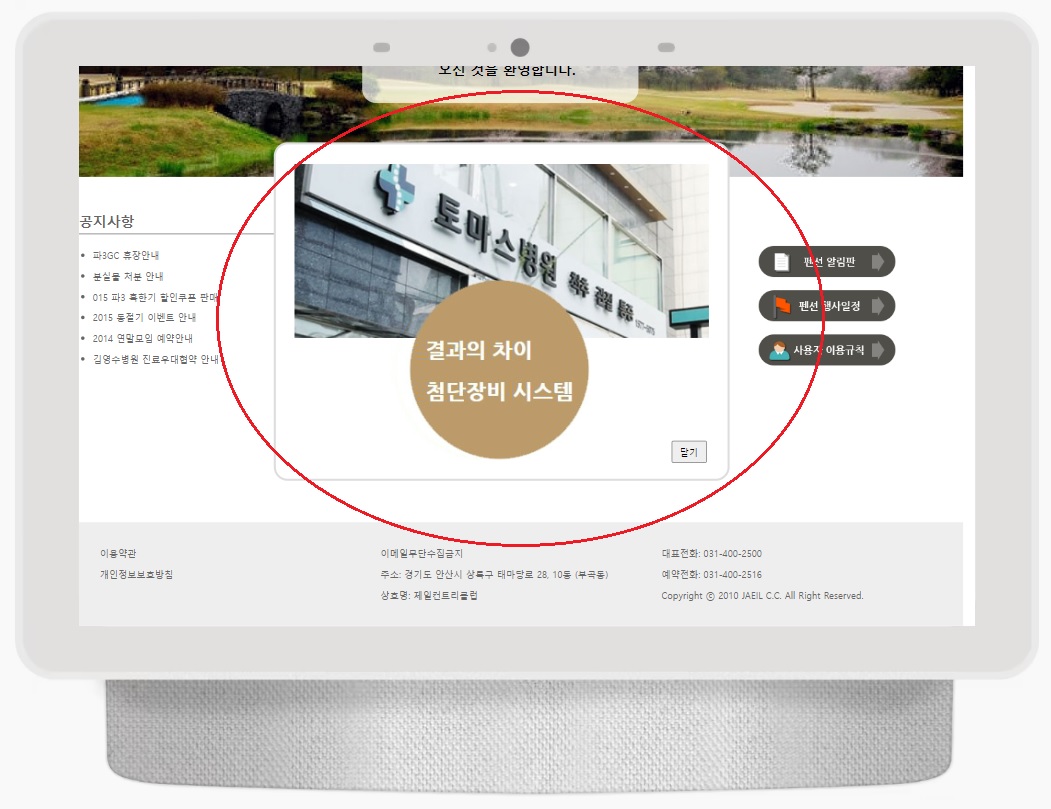 오신 것을 환영합니다.
토마스병원 척추 관절 통증
결과의 차이
첨단장비 시스템
닫기
공지사항
파3GC 휴장안내
분실물 처분 안내
015 파3 혹한기 할인쿠폰 판매
2015 동절기 이벤트 안내
2014 연말모임 예약안내
김영수병원 진료우대협약 안내
펜션 알림판
펜션 행사일정
사용자 이용규칙
이용약관
개인정보보호방침
이메일무단수집금지
주소: 경기도 안산시 상록구 태마당로 28, 10동 (부곡동)
상호명: 제일컨트리클럽
대표전화: 031-400-2500
예약전화: 031-400-2516
Copyright ⓒ 2010 JAEIL C.C. All Right Reserved.